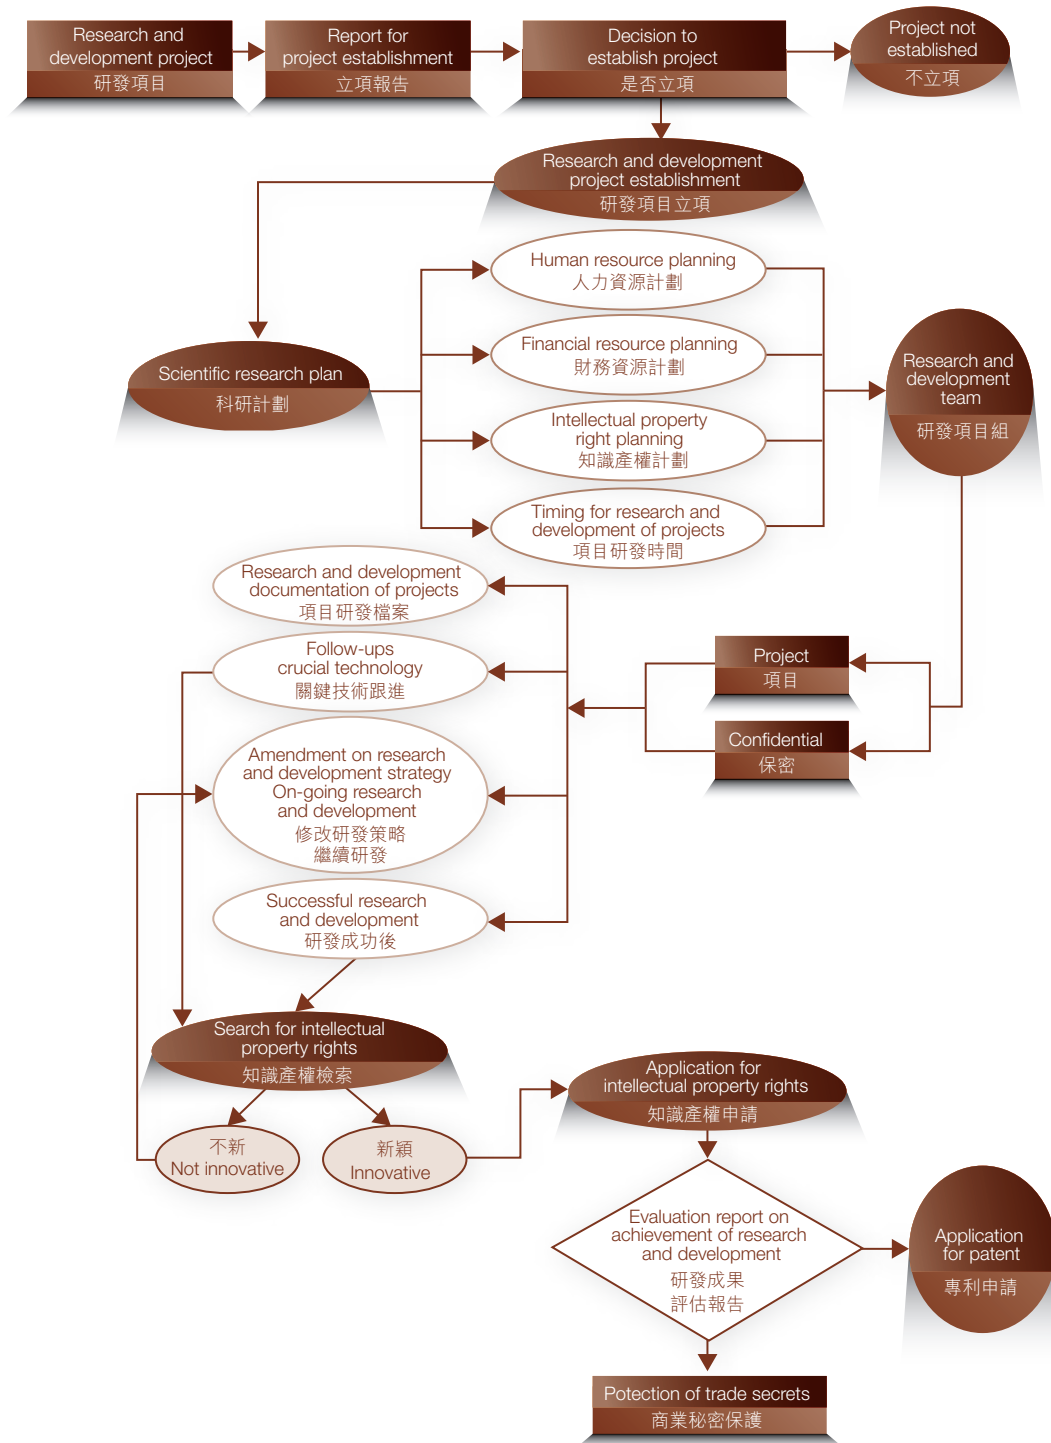 Research and
development project
研發項目
Report for
project establishment
立項報告
Decision to
establish project
是否立項
Project not
established
不立項
Research and development
project establishment
研發項目立項
Human resource planning
人力資源計劃
Financial resource planning
財務資源計劃
Scientific research plan
科研計劃
Intellectual property
right planning
知識產權計劃
Timing for research and
development of projects
項目研發時間
Research and
development
team
研發項目組
Research and development
documentation of projects
項目研發檔案
Follow-ups
crucial technology
關鍵技術跟進
Project
項目
Confidential
保密
Amendment on research
and development strategy
On-going research
and development
修改研發策略
繼續研發
Successful research
and development
研發成功後
Search for intellectual
property rights
知識產權檢索
不新
Not innovative
新穎
Innovative
Application for
intellectual property rights
知識產權申請
Evaluation report on
achievement of research
and development
研發成果
評估報告
Application
for patent
專利申請
Potection of trade secrets
商業秘密保護